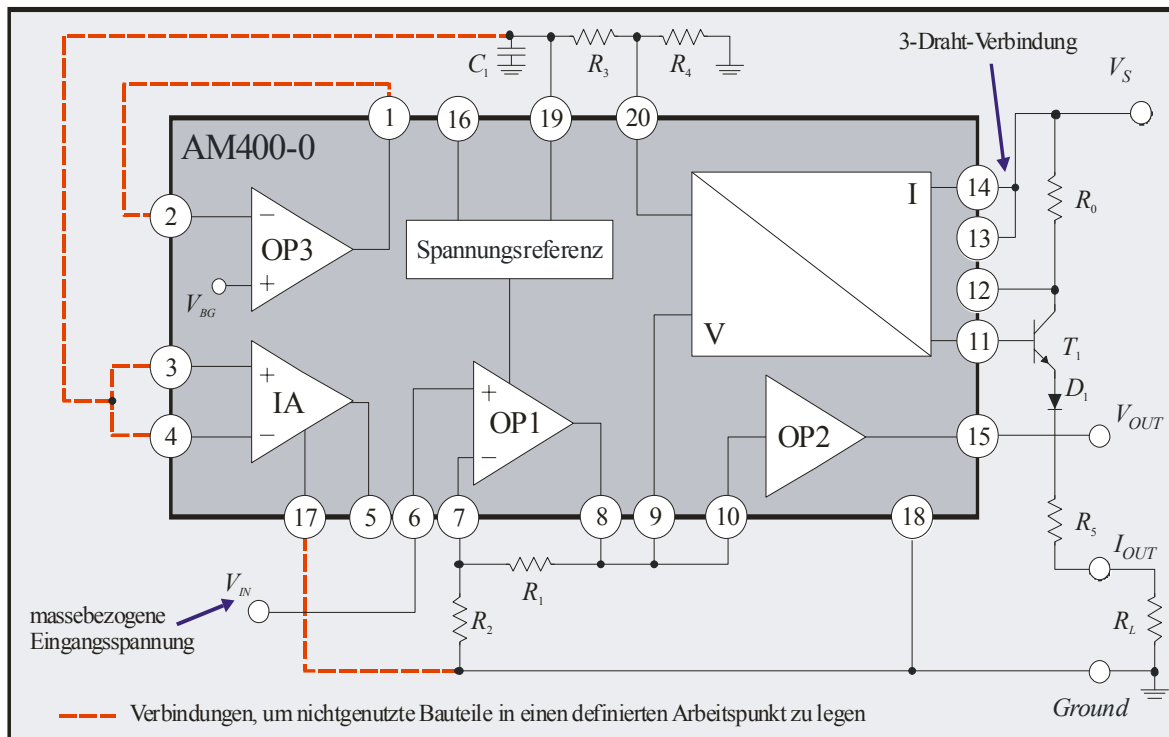 C1
R3
R4
3-Draht-Verbindung
VS
1
16
19
20
AM400-0
I
14
R0
2
−
OP3
13
Spannungsreferenz
+
VBG
12
V
11
T1
3
+
+
IA
OP1
D1
4
−
OP2
VOUT
15
−
17
5
6
7
8
9
10
18
R5
IOUT
VIN
R1
massebezogene
Eingangsspannung
R2
RL
Ground
Verbindungen, um nichtgenutzte Bauteile in einen definierten Arbeitspunkt zu legen